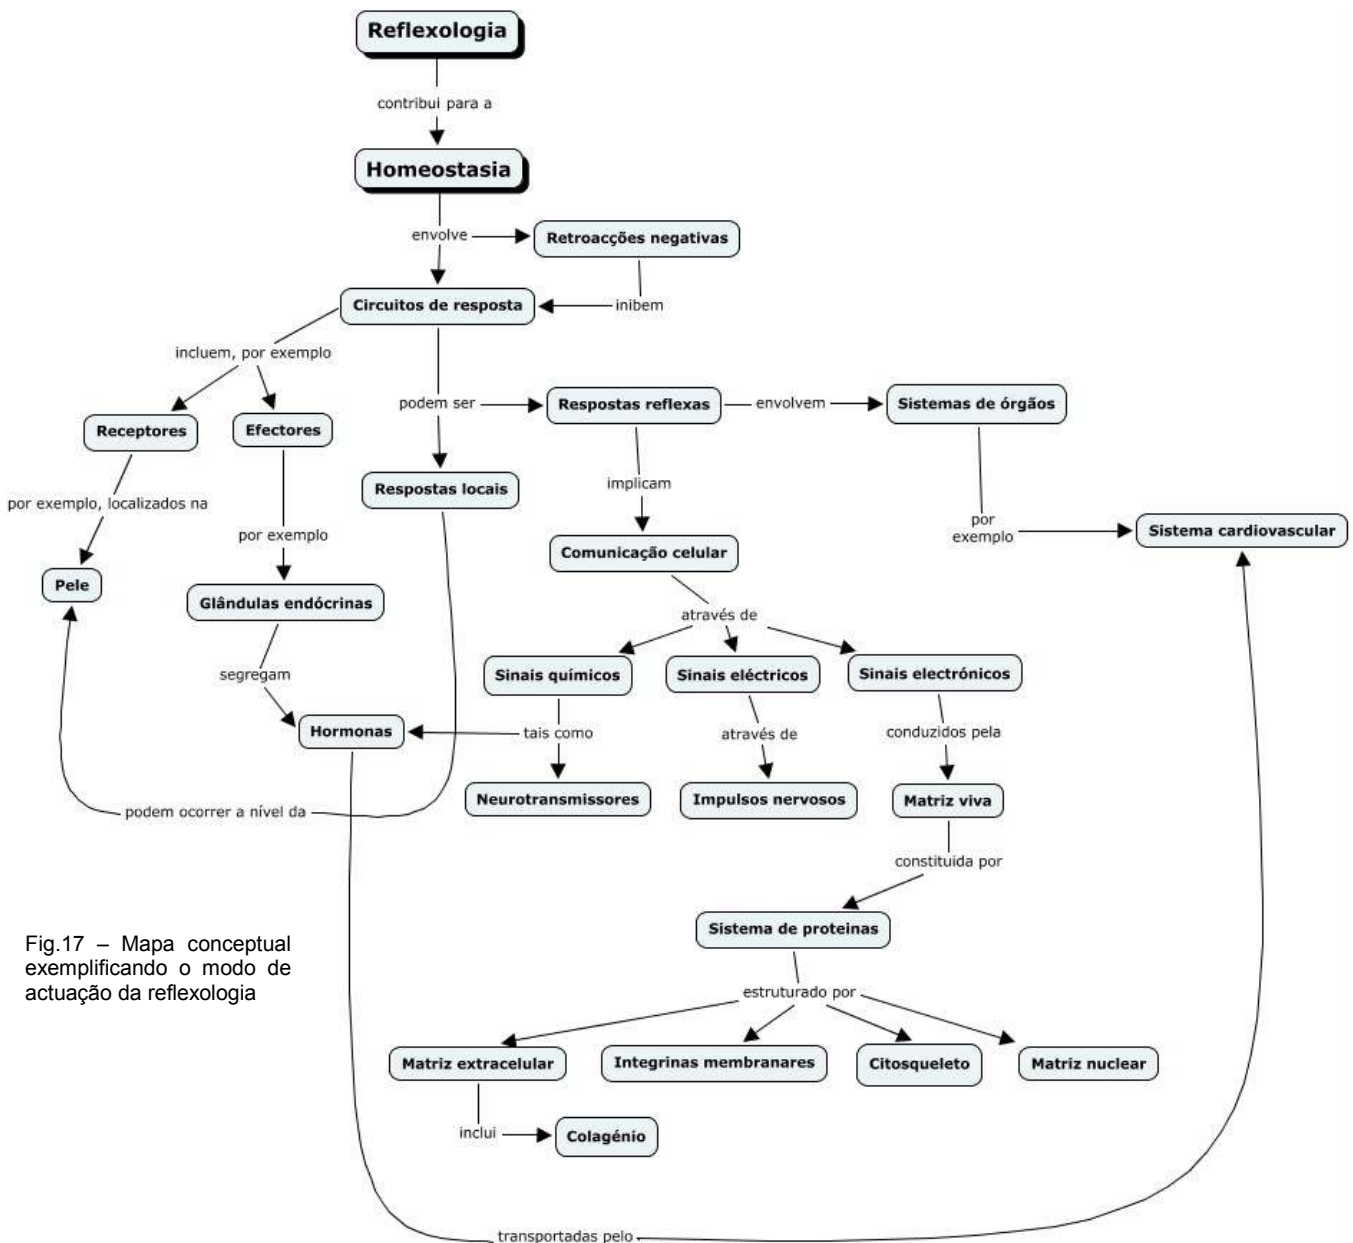 Reflexologia
contribui para a
Homeostasia
envolve
Retroacções negativas
Circuitos de resposta
inibem
incluem, por exemplo
podem ser
Respostas reflexas
envolvem
Sistemas de órgãos
Receptores
Efectores
Respostas locais
implicam
por exemplo, localizados na
por exemplo
por
exemplo
Sistema cardiovascular
Comunicação celular
Pele
Glândulas endócrinas
através de
segregam
Sinais químicos
Sinais eléctricos
Sinais electrónicos
Hormonas
tais como
através de
conduzidos pela
Neurotransmissores
Impulsos nervosos
Matriz viva
podem ocorrer a nível da
constituida por
Sistema de proteinas
Fig.17 – Mapa conceptual
exemplificando o modo de
actuação da reflexologia
estruturado por
Matriz extracelular
Integrinas membranares
Citosqueleto
Matriz nuclear
inclui
Colagénio
transportadas pelo